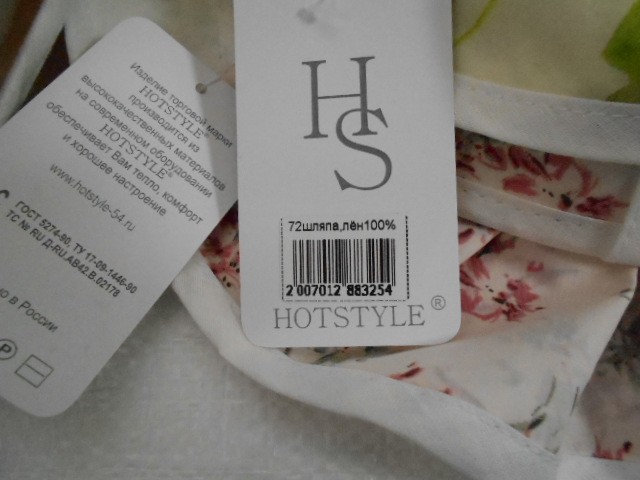 Изделие торговой марки
HOTSTYLE®
производится из
высококачественных материалов
на современном оборудовании
HOTSTYLE®
обеспечивает Вам тепло, комфорт
и хорошее настроение
www.hotstyle-54.ru
ГОСТ 5274-90, ТУ 17-09-1446-90
ТС № RU Д-RU.АВ42.В.02178
в России
P
HS
72шляпа,лён100%
2 007012 883254
HOTSTYLE®